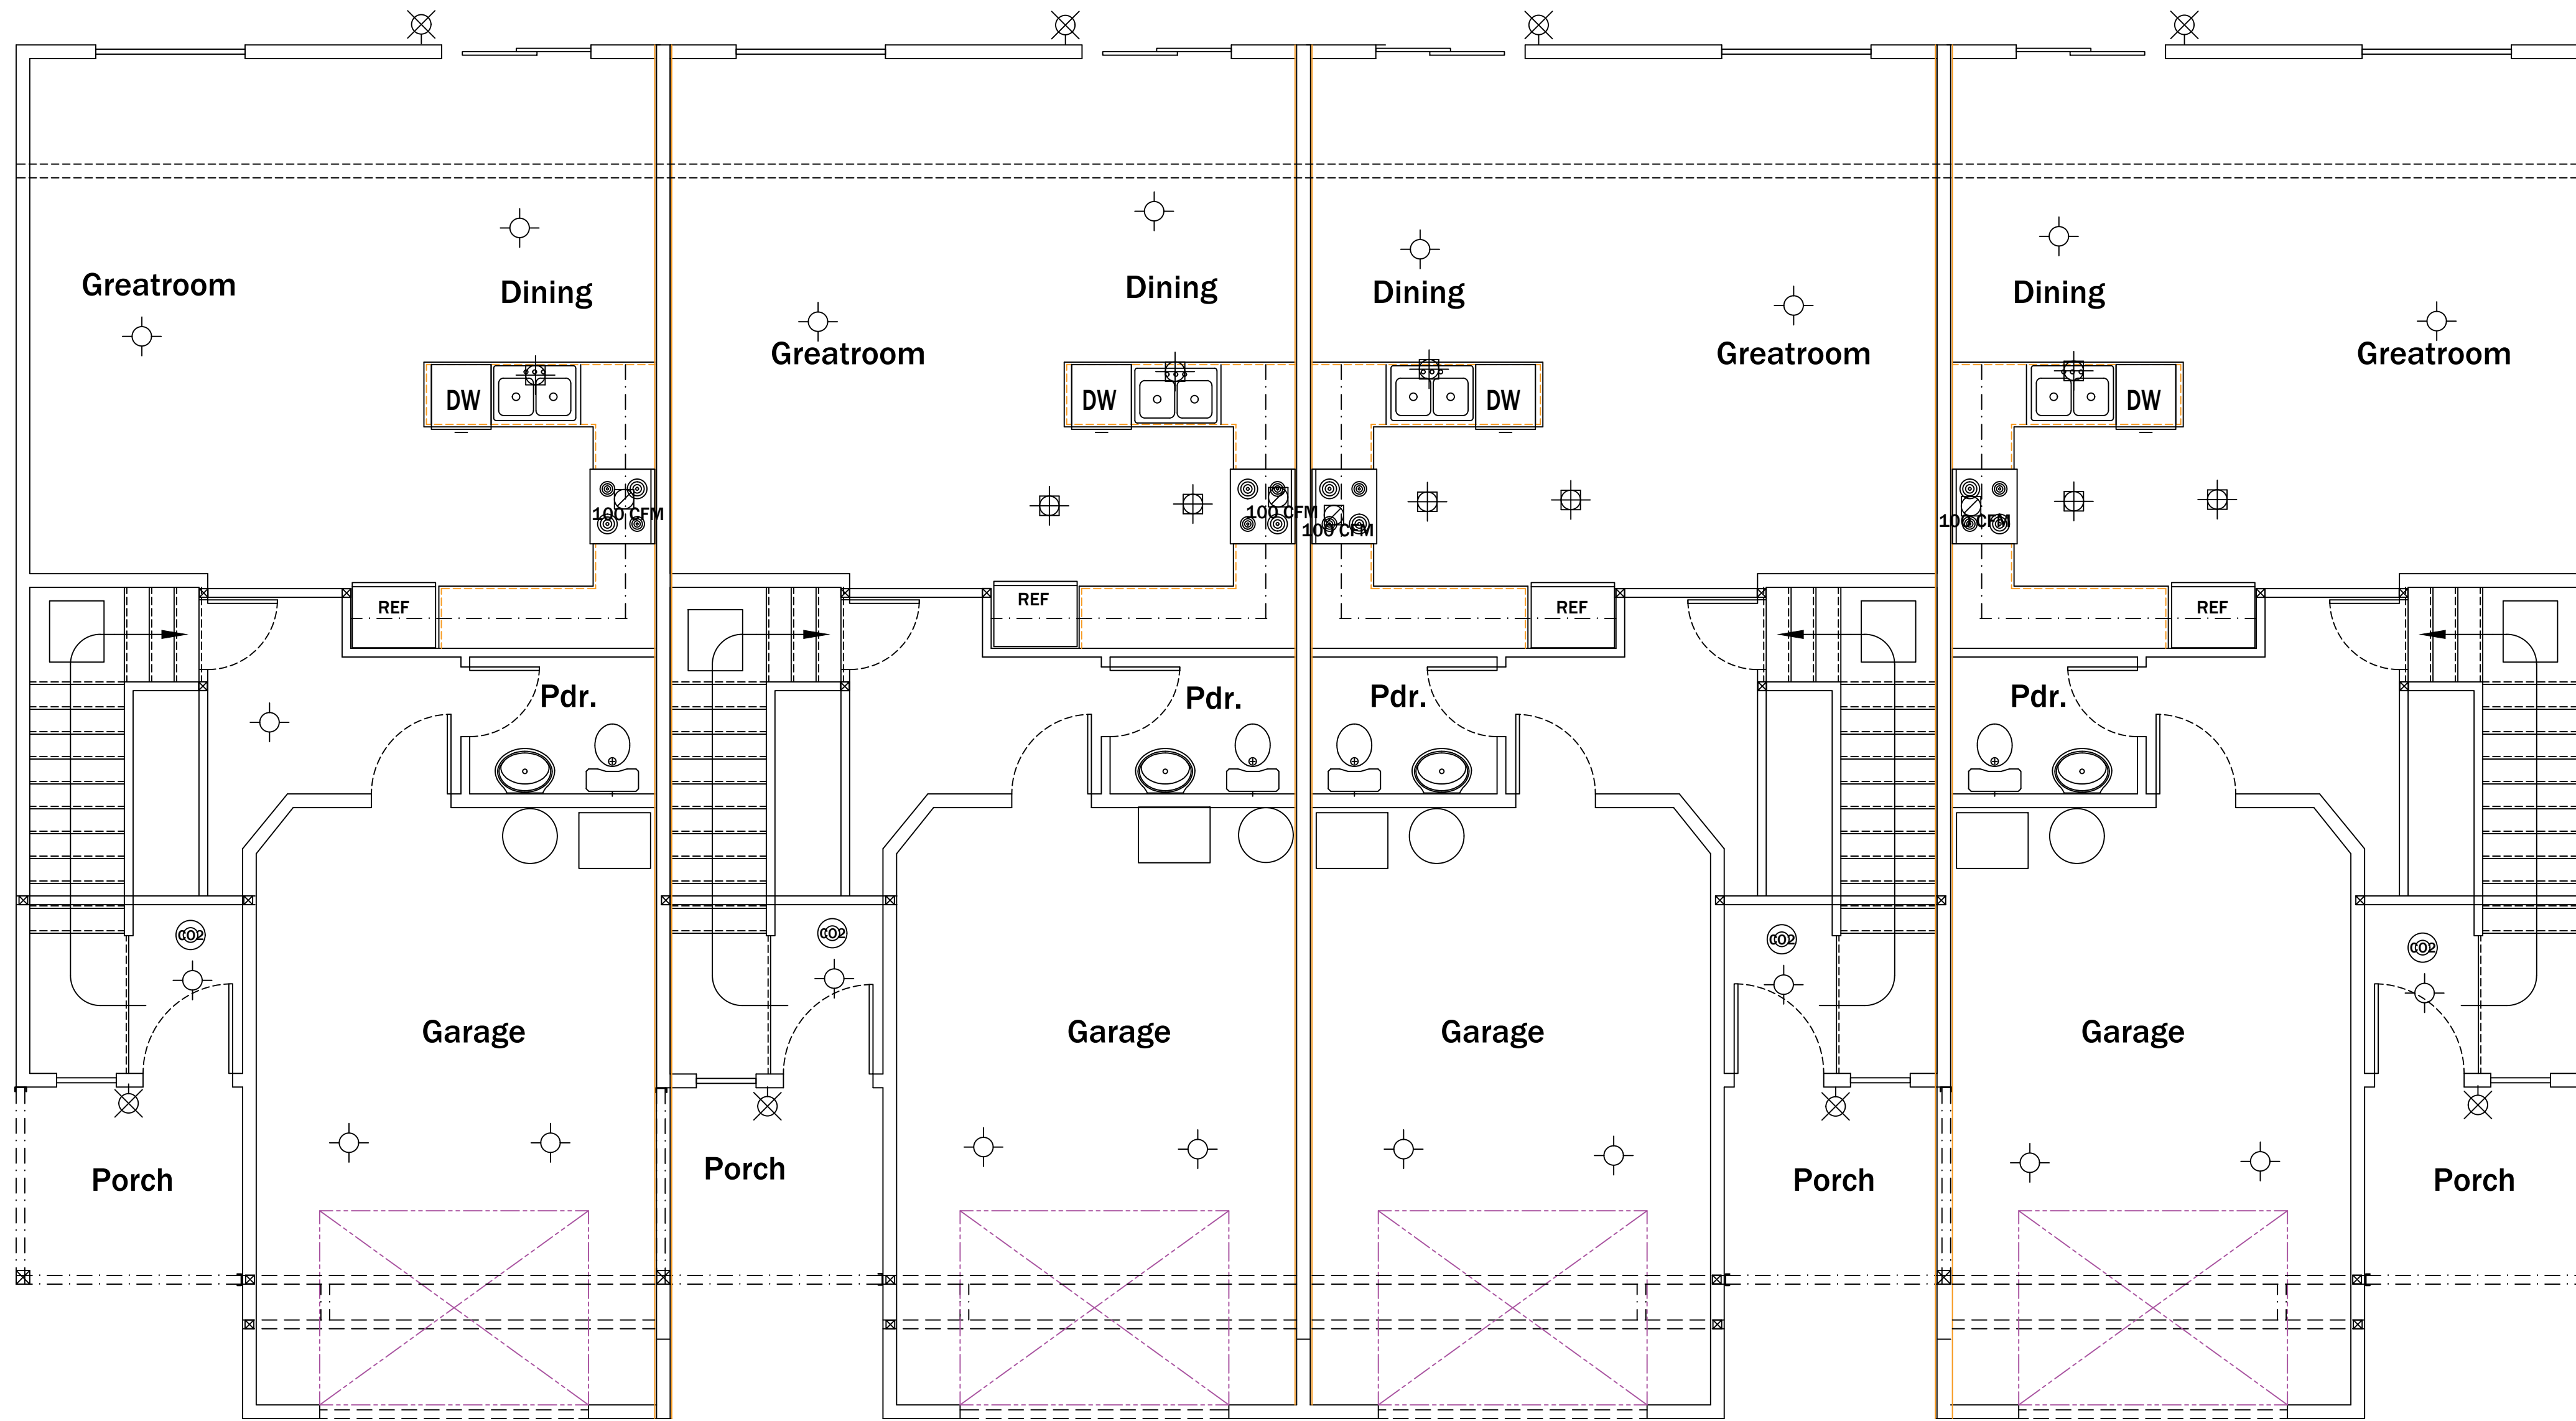 Greatroom
Dining
Greatroom
Dining
Dining
Greatroom
Dining
Greatroom
DW
DW
DW
DW
100 CFM
100 CFM
100 CFM
100 CFM
REF
REF
REF
REF
Pdr.
Pdr.
Pdr.
Pdr.
CO2
CO2
CO2
CO2
Garage
Garage
Garage
Garage
Porch
Porch
Porch
Porch